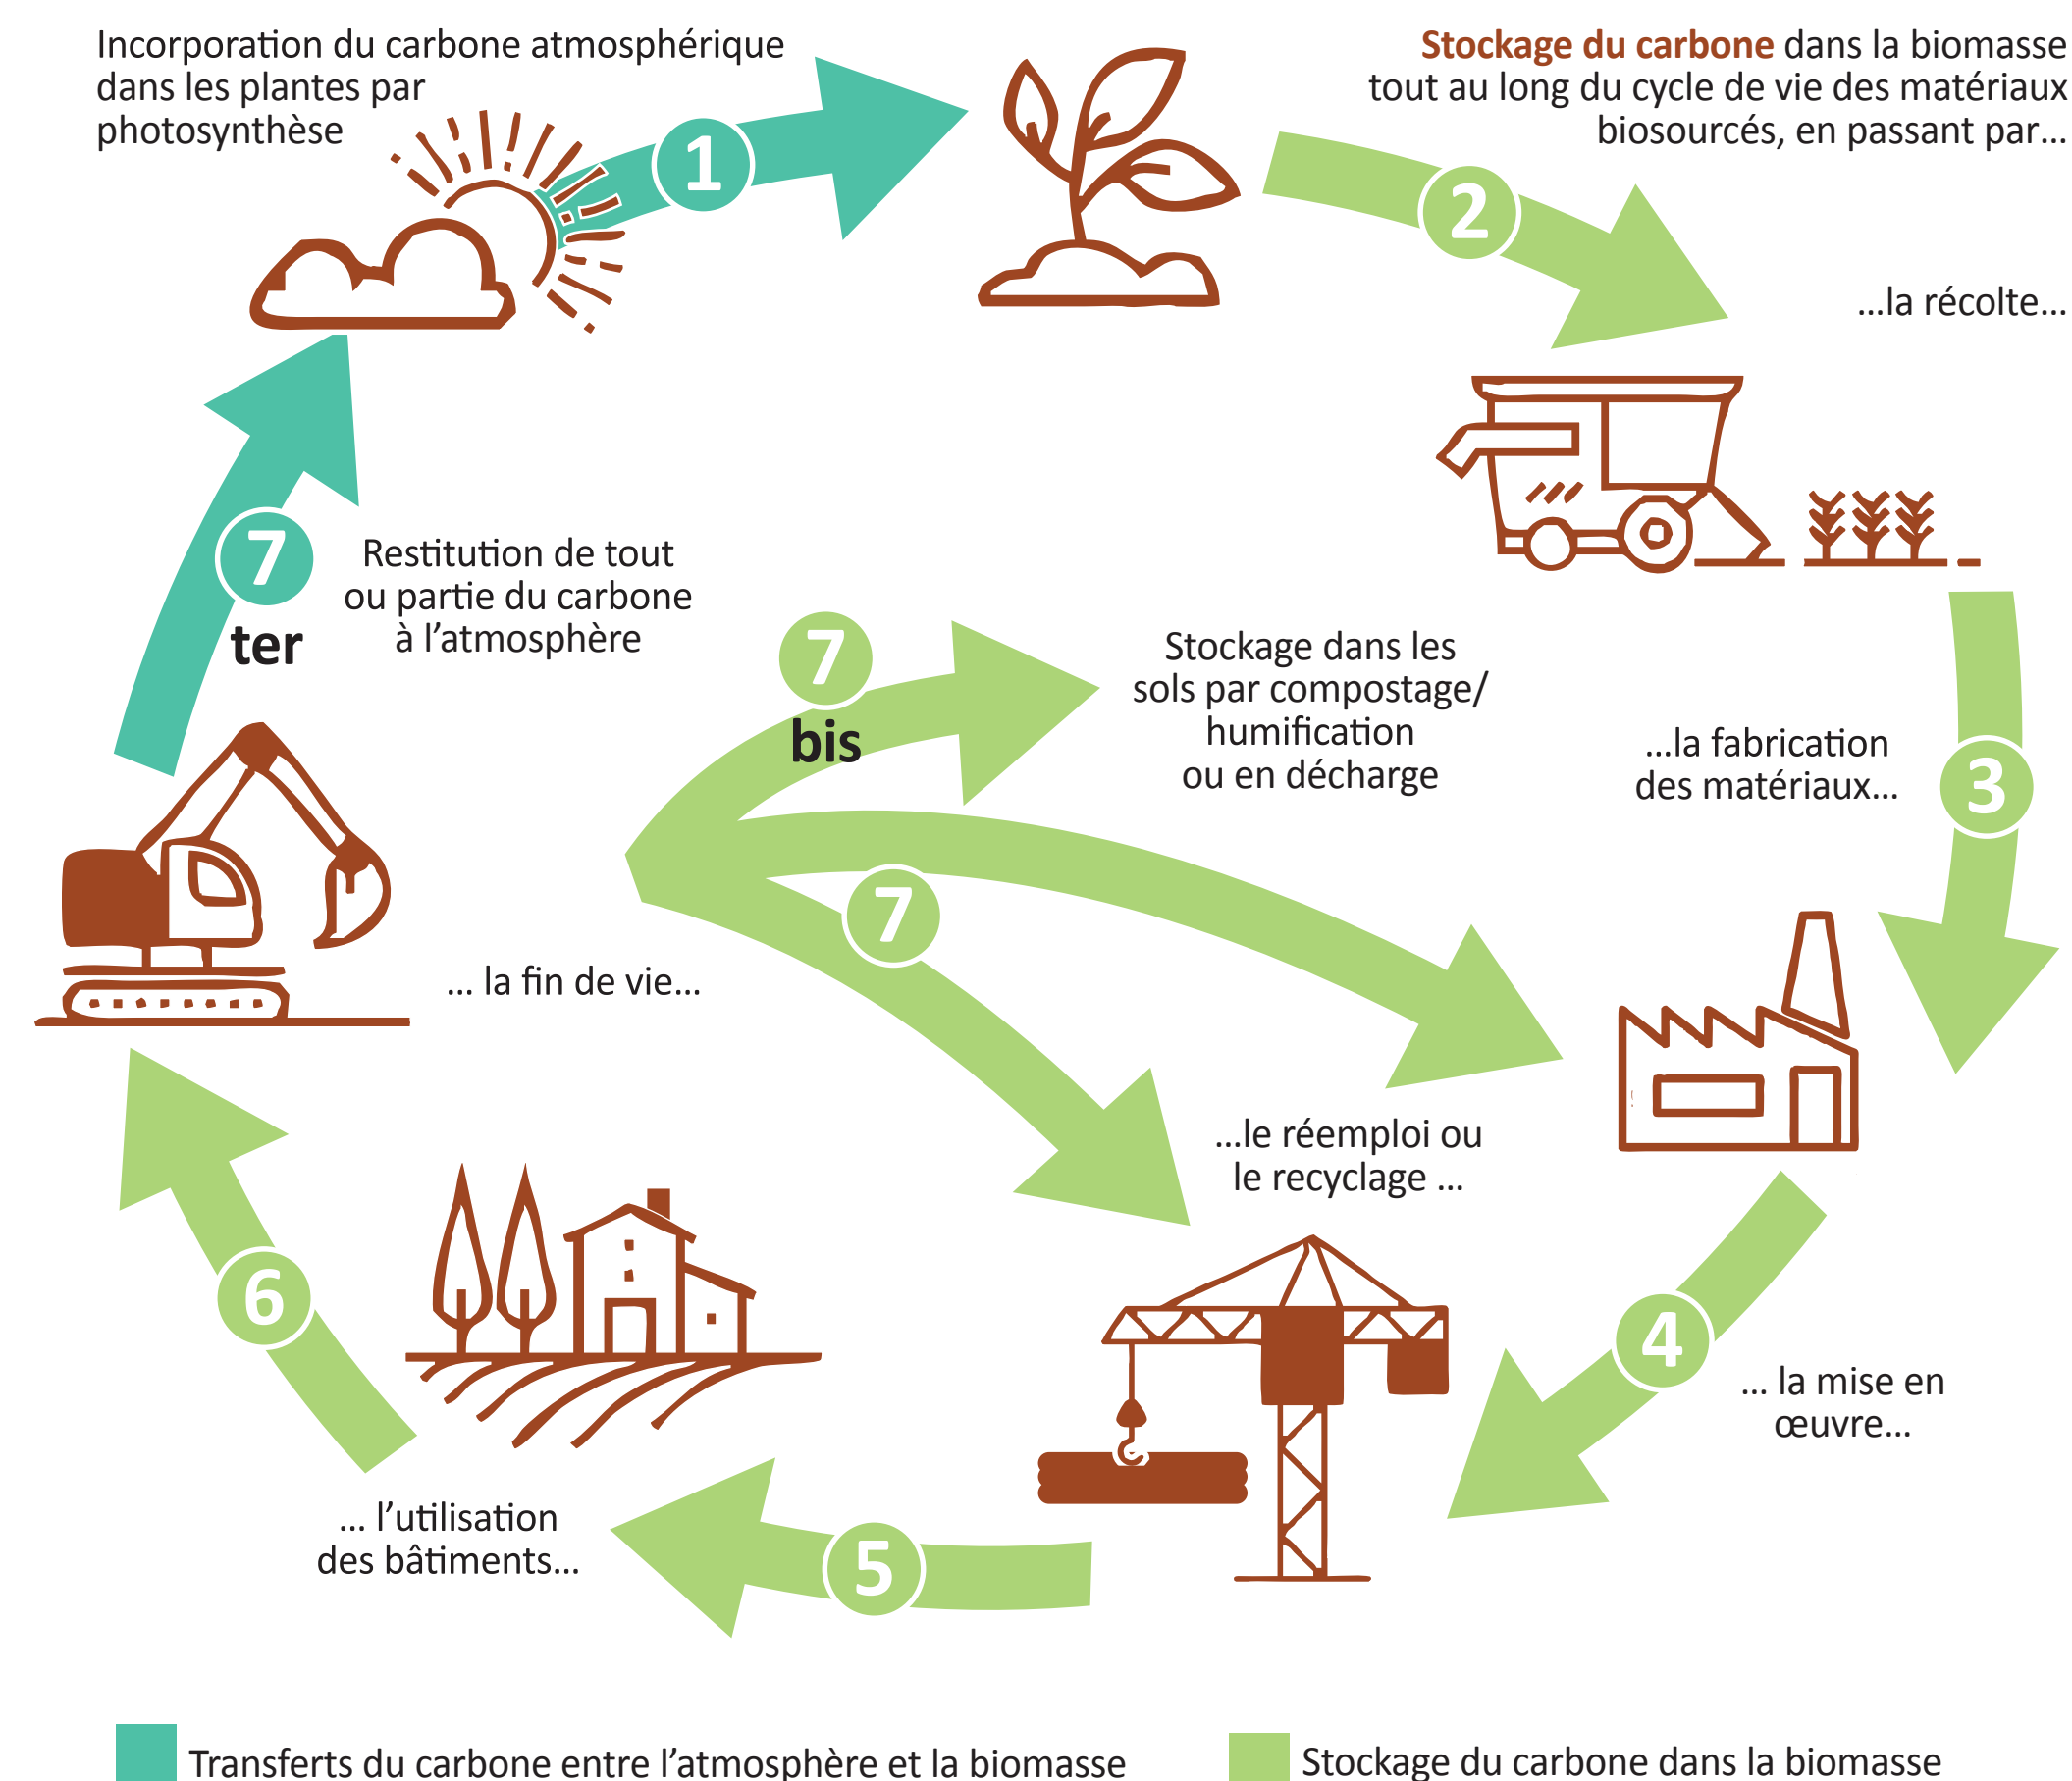 Incorporation du carbone atmosphérique
dans les plantes par
photosynthèse
1
Stockage du carbone dans la biomasse
tout au long du cycle de vie des matériaux
biosourcés, en passant par...
2
...la récolte...
7
ter
Restitution de tout
ou partie du carbone
à l’atmosphère
7
bis
Stockage dans les
sols par compostage/
humification
ou en décharge
...la fabrication
des matériaux...
3
7
... la fin de vie...
...le réemploi ou
le recyclage ...
4
... la mise en
œuvre...
6
... l’utilisation
des bâtiments...
5
Transferts du carbone entre l’atmosphère et la biomasse
Stockage du carbone dans la biomasse